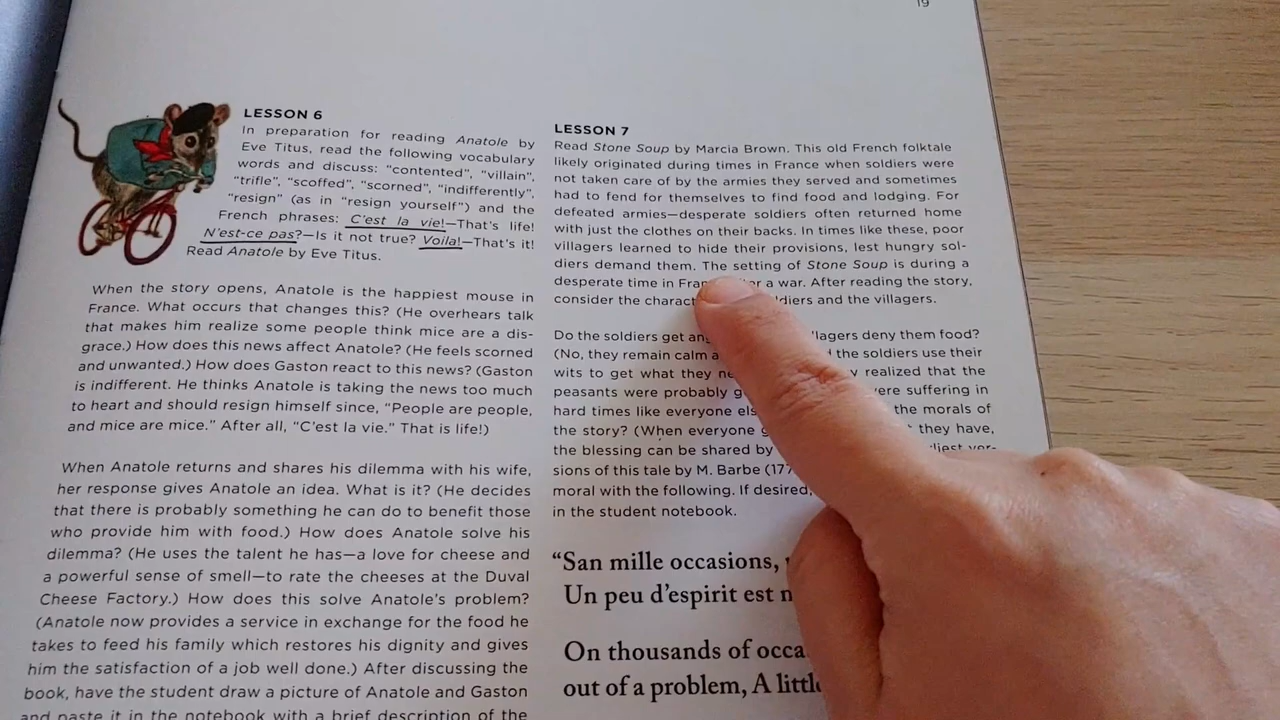 19
LESSON 6
In preparation for reading Anatole by
Eve Titus, read the following vocabulary
words and discuss: "contented", "villain",
"trifle", "scoffed", "scorned", "indifferently",
"resign" (as in "resign yourself") and the
French phrases: C'est la vie!—That's life!
N'est-ce pas?—Is it not true? Voila!—That's it!
Read Anatole by Eve Titus.
When the story opens, Anatole is the happiest mouse in
France. What occurs that changes this? (He overhears talk
that makes him realize some people think mice are a dis-
grace.) How does this news affect Anatole? (He feels scorned
and unwanted.) How does Gaston react to this news? (Gaston
is indifferent. He thinks Anatole is taking the news too much
to heart and should resign himself since, "People are people,
and mice are mice." After all, "C'est la vie." That is life!)
When Anatole returns and shares his dilemma with his wife,
her response gives Anatole an idea. What is it? (He decides
that there is probably something he can do to benefit those
who provide him with food.) How does Anatole solve his
dilemma? (He uses the talent he has—a love for cheese and
a powerful sense of smell—to rate the cheeses at the Duval
Cheese Factory.) How does this solve Anatole's problem?
(Anatole now provides a service in exchange for the food he
takes to feed his family which restores his dignity and gives
him the satisfaction of a job well done.) After discussing the
book, have the student draw a picture of Anatole and Gaston
and paste it in the notebook with a brief description of the
LESSON 7
Read Stone Soup by Marcia Brown. This old French folktale
likely originated during times in France when soldiers were
not taken care of by the armies they served and sometimes
had to fend for themselves to find food and lodging. For
defeated armies—desperate soldiers often returned home
with just the clothes on their backs. In times like these, poor
villagers learned to hide their provisions, lest hungry sol-
diers demand them. The setting of Stone Soup is during a
desperate time in a war. After reading the story,
consider the and the villagers.
Do the soldiers get deny them food?
(No, they remain calm the soldiers use their
wits to get what they realized that the
peasants were probably were suffering in
hard times like everyone the morals of
the story? (When everyone they have,
the blessing can be shared by
sions of this tale by M. Barbe
moral with the following. If desired,
in the student notebook.
"San mille occasions,
Un peu d'espirit est
On thousands of
out of a problem, A